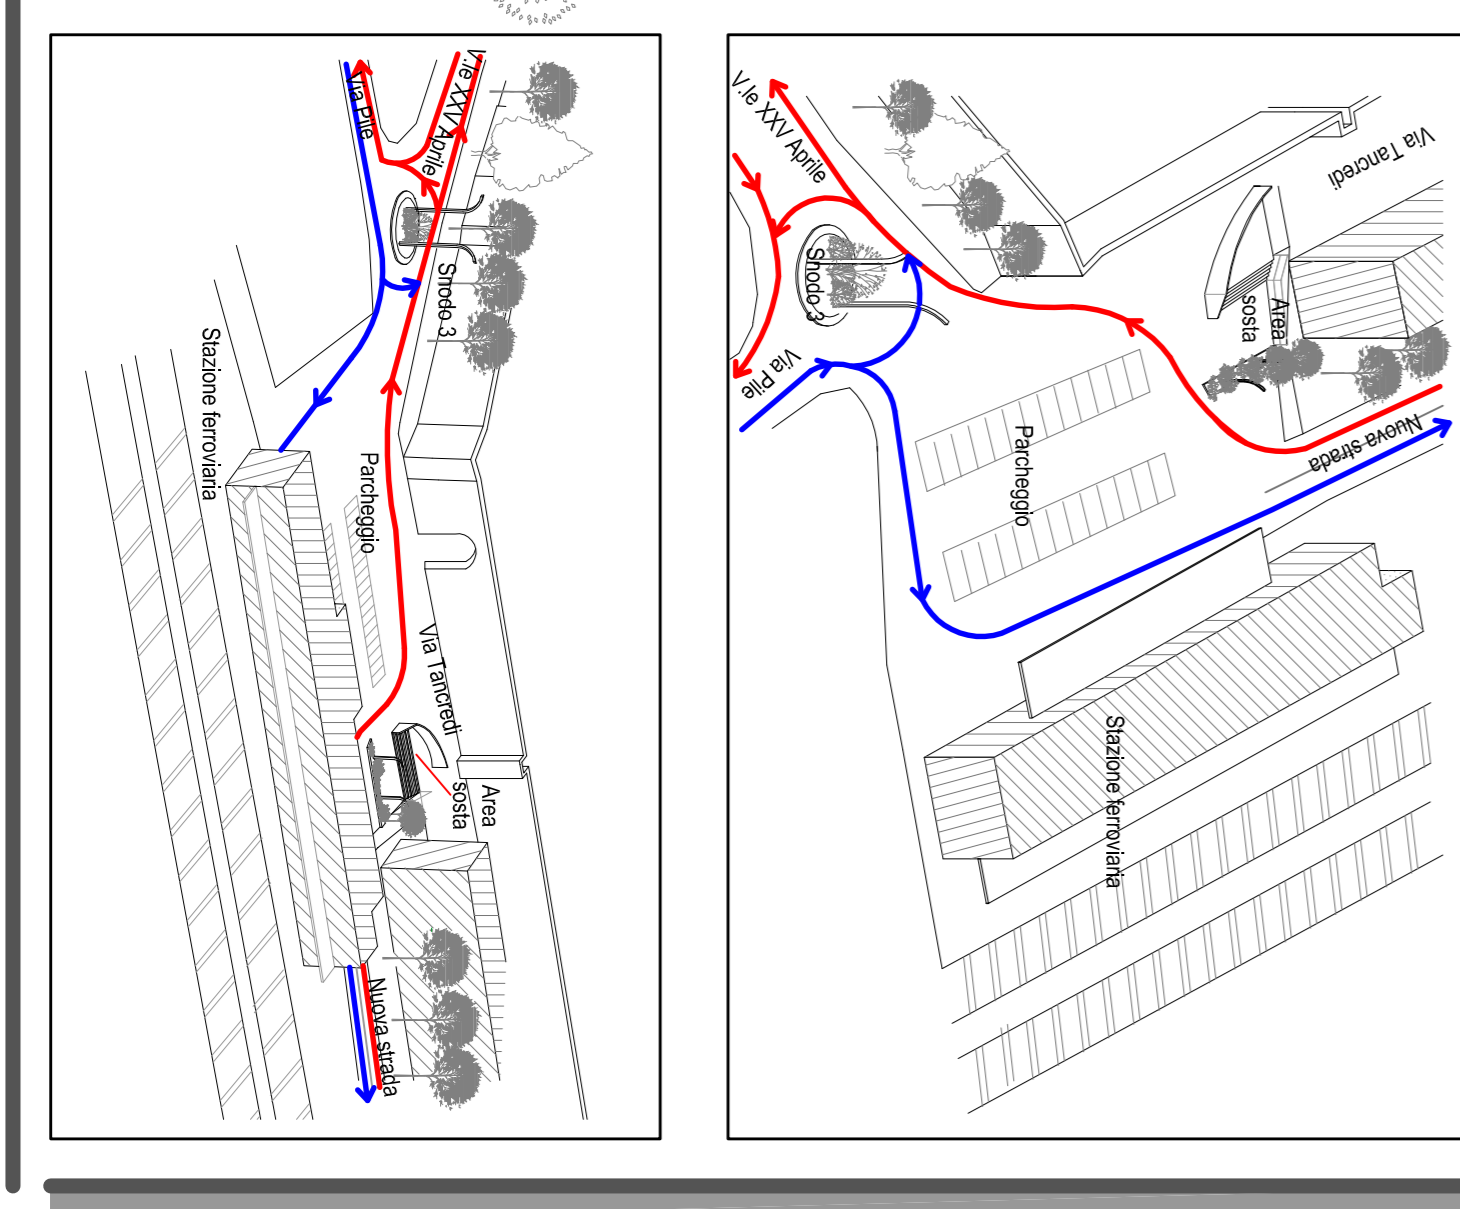 Via Pile
V.le XXV Aprile
Snodo 3
Stazione ferroviaria
Parcheggio
Via Tancredi
Area
sosta
Nuova strada
V.le XXV Aprile
Via Tancredi
Snodo 3
Area
sosta
Via Pile
Parcheggio
Nuova strada
Stazione ferroviaria